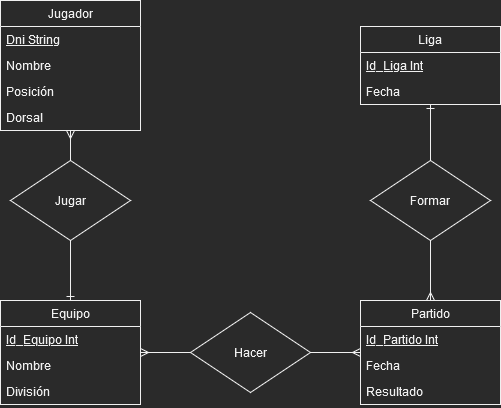 Jugador
Dni String
Nombre
Posición
Dorsal
Liga
Id_Liga Int
Fecha
Jugar
Formar
Equipo
Id_Equipo Int
Nombre
División
Hacer
Partido
Id_Partido Int
Fecha
Resultado